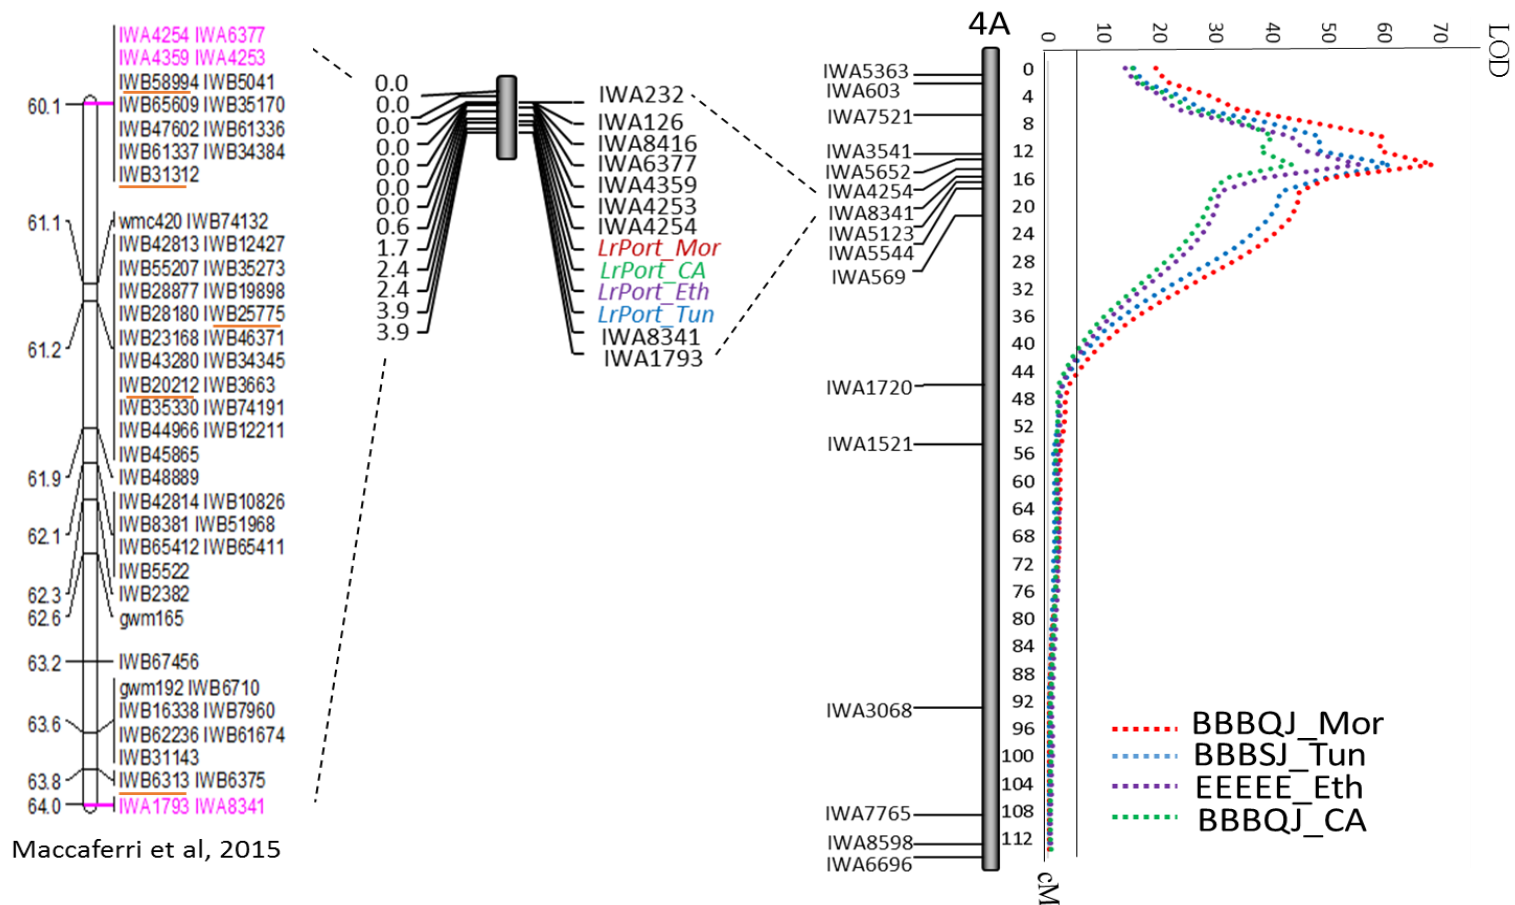 IWA4254 IWA6377
IWA4359 IWA4253
IWB58994 IWB5041
60.1
IWB65609 IWB35170
IWB47602 IWB61336
IWB61337 IWB34384
IWB31312
61.1
wmc420 IWB74132
IWB42813 IWB12427
IWB55207 IWB35273
IWB28877 IWB19898
IWB28180 IWB25775
IWB23168 IWB46371
61.2
IWB43280 IWB34345
IWB20212 IWB3663
IWB35330 IWB74191
IWB44966 IWB12211
IWB45865
61.9
IWB48889
IWB42814 IWB10826
IWB8381 IWB51968
62.1
IWB65412 IWB65411
IWB5522
62.3
IWB2382
62.6
gwm165
63.2
IWB67456
gwm192 IWB6710
IWB16338 IWB7960
63.6
IWB62236 IWB61674
IWB31143
63.8
IWB6313 IWB6375
64.0
IWA1793 IWA8341
Maccaferri et al, 2015
0.0
0.0
0.0
0.0
0.0
0.0
0.0
0.6
1.7
2.4
2.4
3.9
3.9
IWA232
IWA126
IWA8416
IWA6377
IWA4359
IWA4253
IWA4254
LrPort_Mor
LrPort_CA
LrPort_Eth
LrPort_Tun
IWA8341
IWA1793
4A
IWA5363
IWA603
IWA7521
IWA3541
IWA5652
IWA4254
IWA8341
IWA5123
IWA5544
IWA569
IWA1720
IWA1521
IWA3068
IWA7765
IWA8598
IWA6696
0 10 20 30 40 50 60 70
LOD
0
4
8
12
16
20
24
28
32
36
40
44
48
52
56
60
64
68
72
76
80
84
88
92
96
100
104
108
112
cM
BBBQJ_Mor
BBBSJ_Tun
EEEEE_Eth
BBBQJ_CA